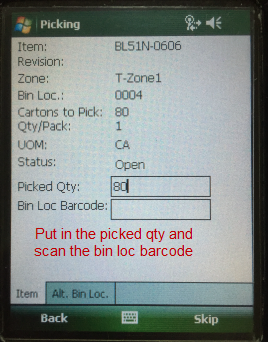 Picking
Item: BL51N-0606
Revision:
Zone: T-Zone1
Bin Loc.: 0004
Cartons to Pick: 80
Qty/Pack: 1
UOM: CA
Status: Open
Picked Qty: 80
Bin Loc Barcode:
Put in the picked qty and
scan the bin loc barcode
Item Alt. Bin Loc.
Back Skip